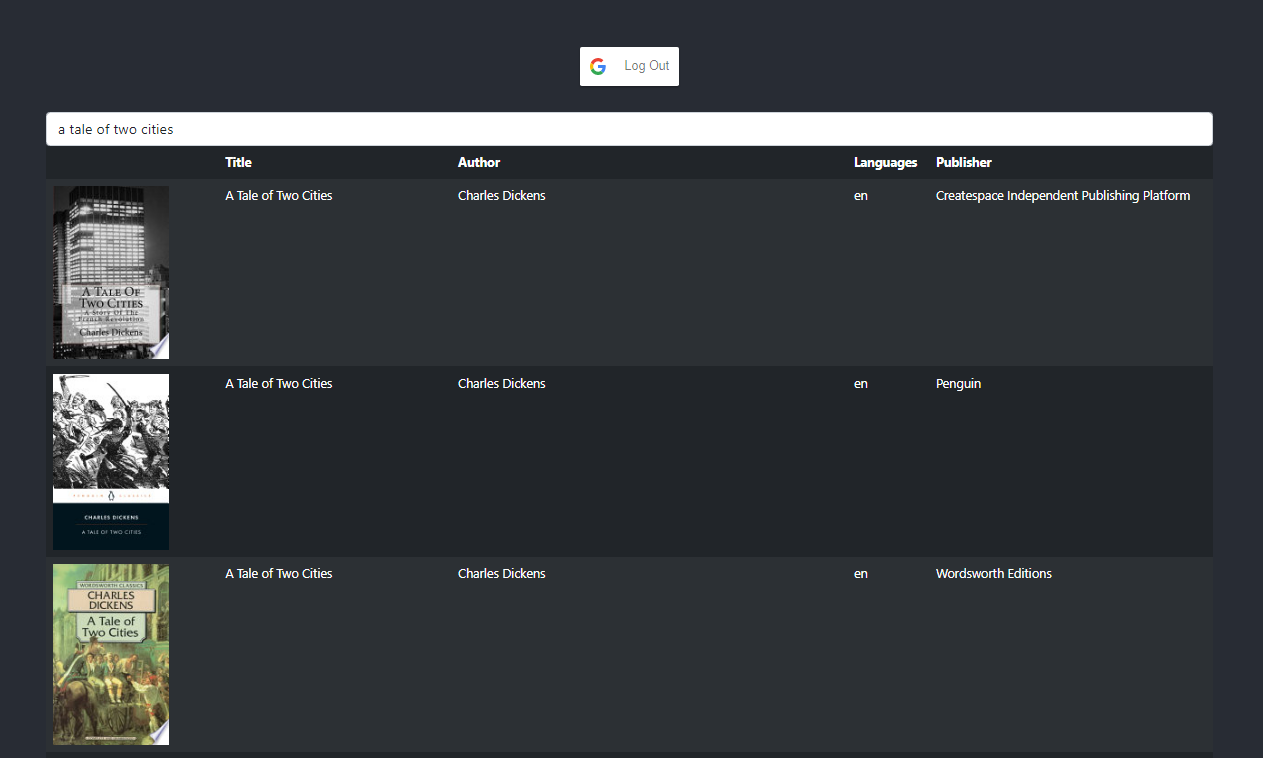 Log Out
a tale of two cities
Title Author Languages Publisher
A Tale of Two Cities Charles Dickens en Createspace Independent Publishing Platform
A TALE OF
TWO CITIES
A Story Of The
French Revolution
Charles Dickens
A Tale of Two Cities Charles Dickens en Penguin
PENGUIN CLASSICS
CHARLES DICKENS
A TALE OF TWO CITIES
A Tale of Two Cities Charles Dickens en Wordsworth Editions
WORDSWORTH CLASSICS
CHARLES
DICKENS
A Tale of
Two Cities